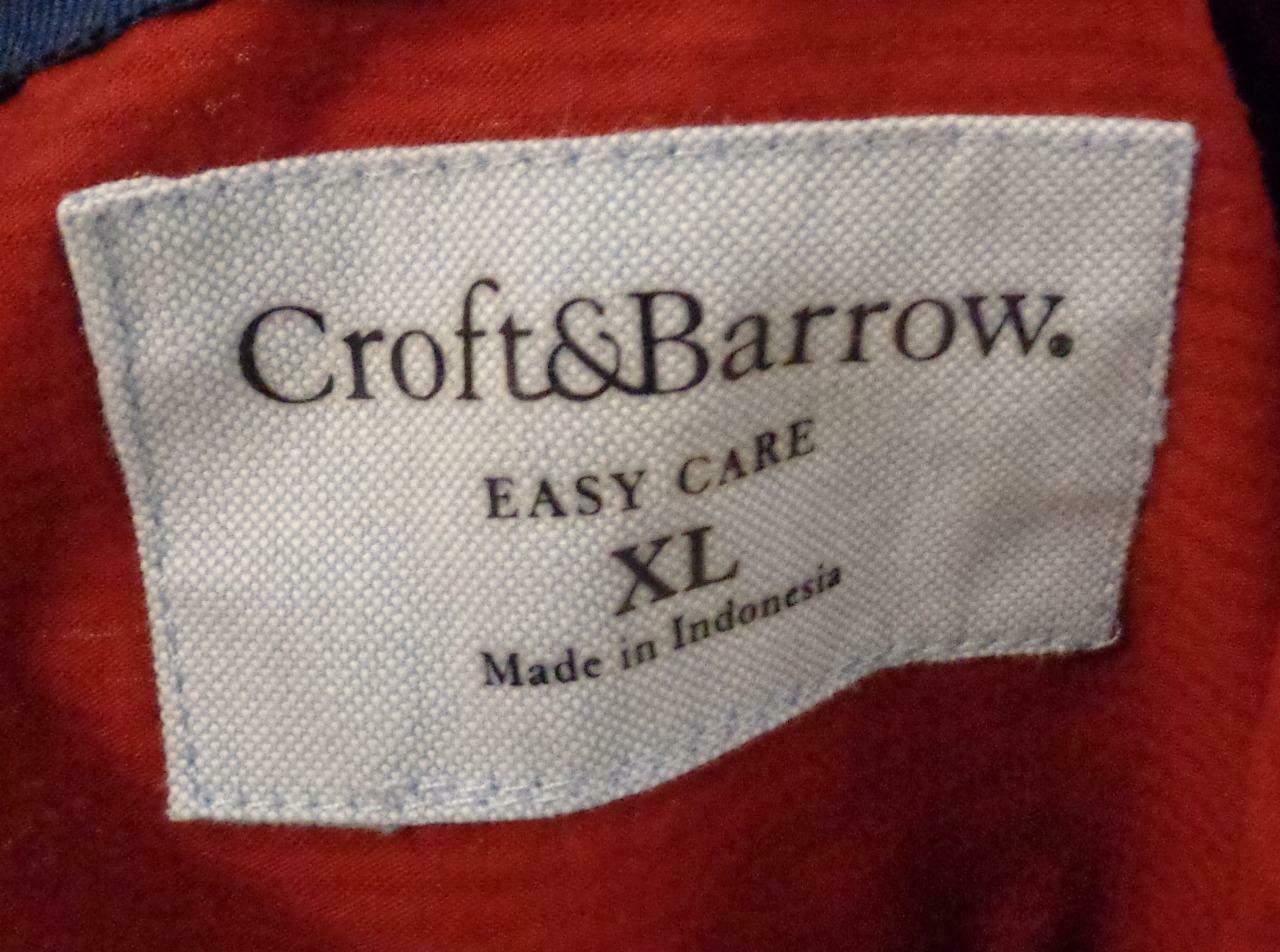 Croft&Barrow.
EASY CARE
XL
Made in Indonesia